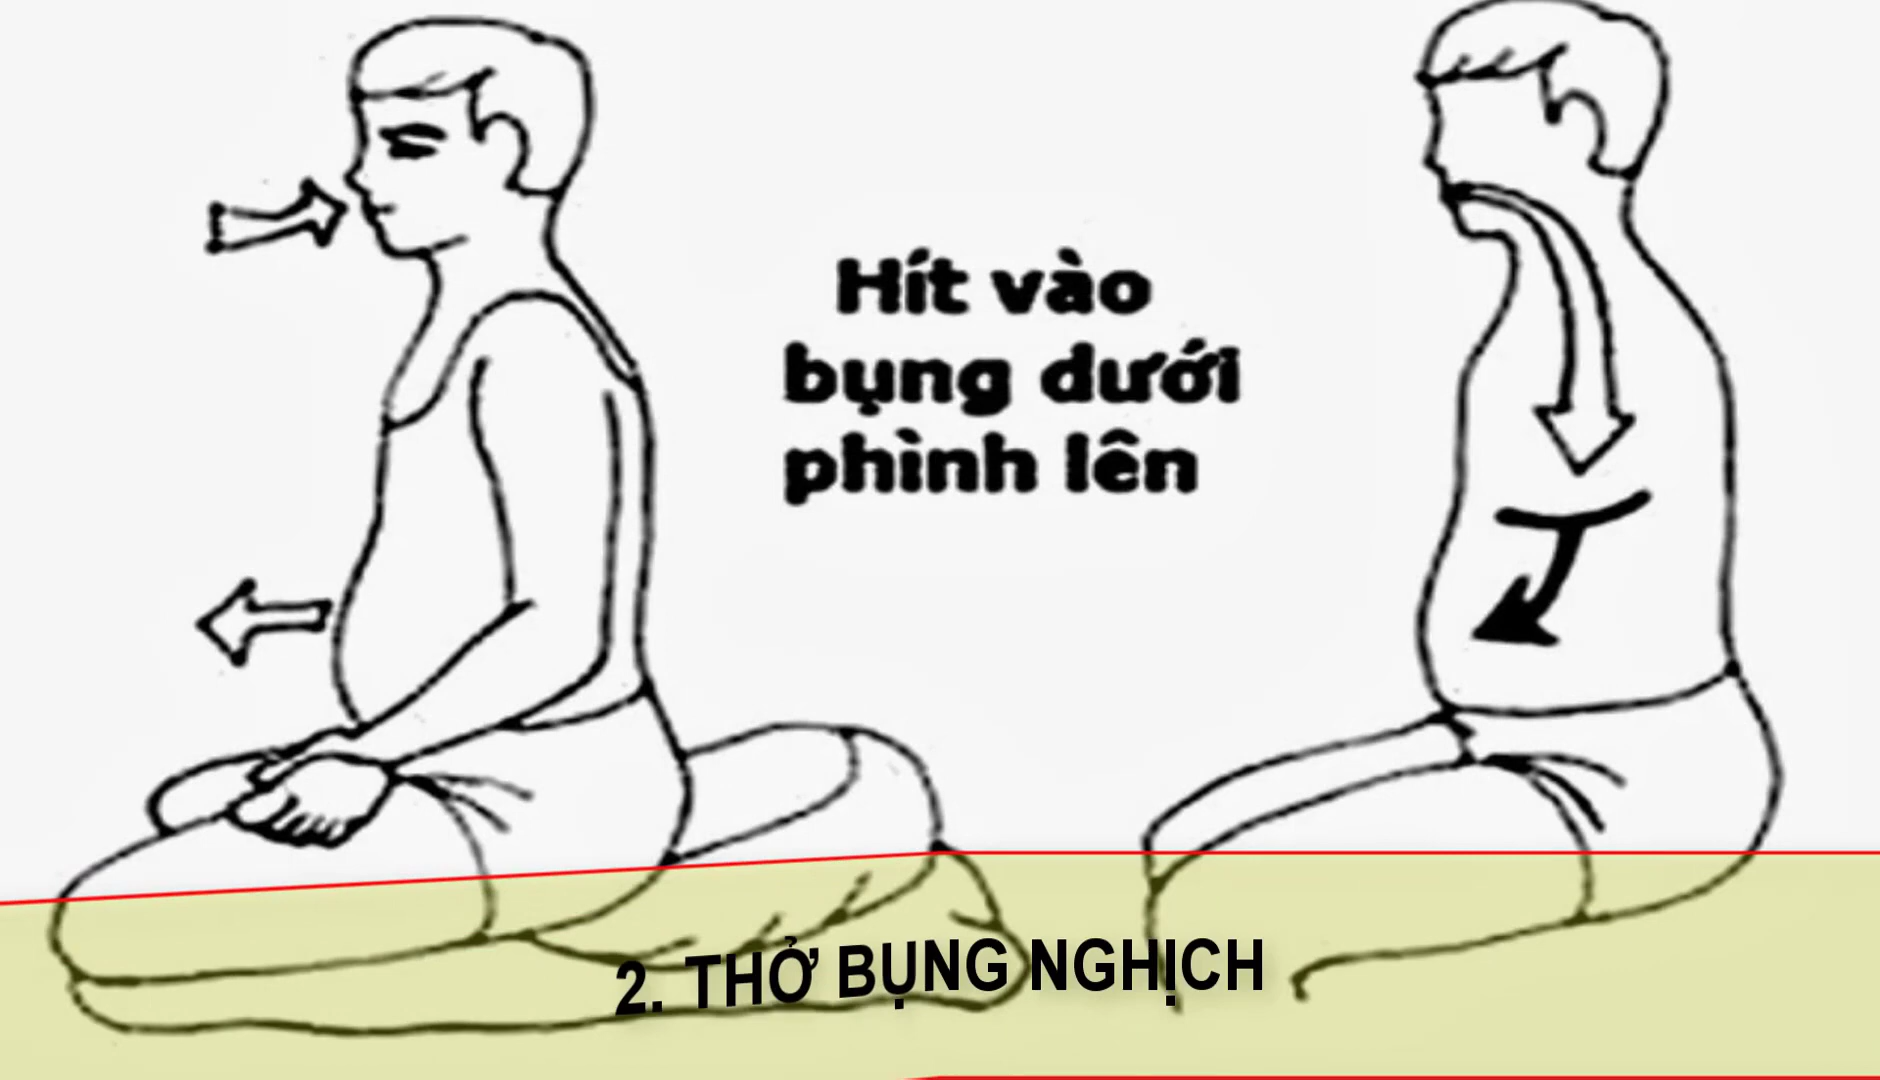 Hít vào
bụng dưới
phình lên
2. THỞ BỤNG NGHỊCH